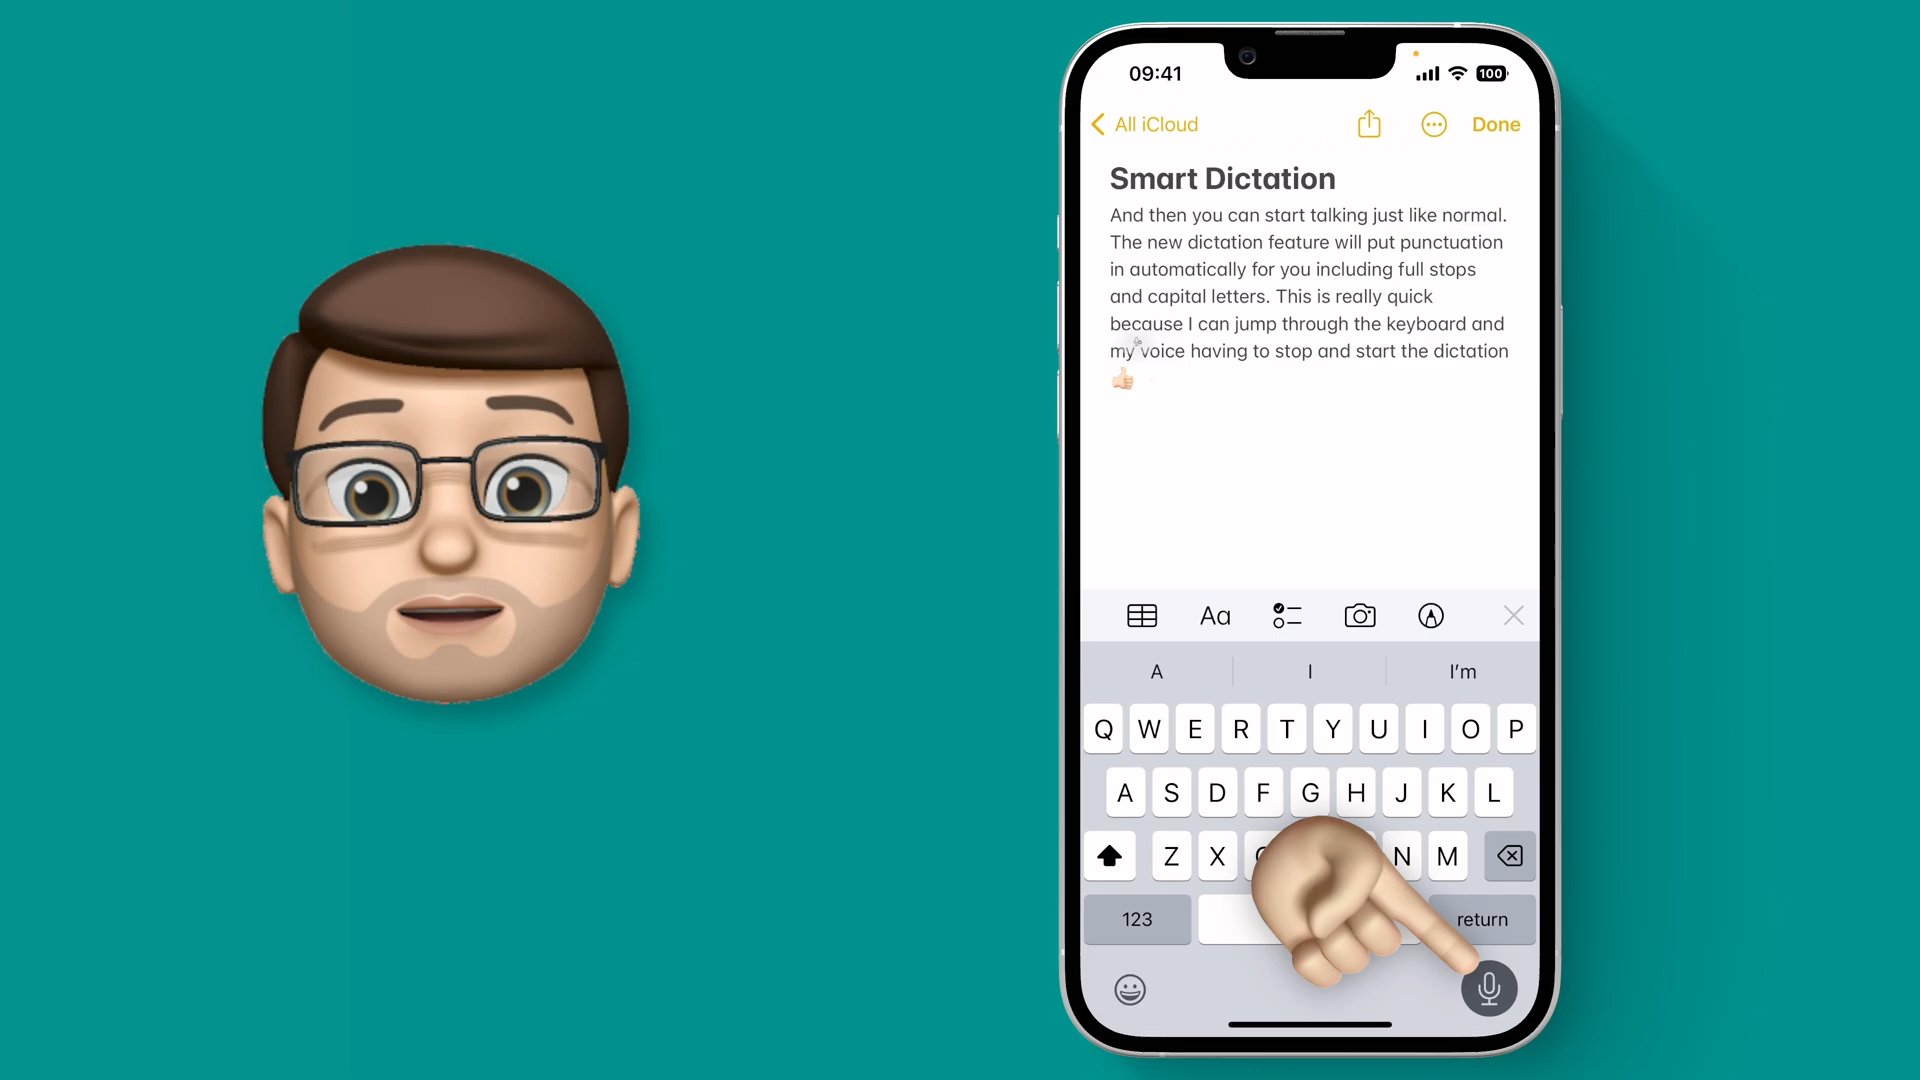 09:41
100
All iCloud
Done
Smart Dictation
And then you can start talking just like normal.
The new dictation feature will put punctuation
in automatically for you including full stops
and capital letters. This is really quick
because I can jump through the keyboard and
my voice having to stop and start the dictation
👍🏻
Aa
A I I'm
Q W E R T Y U I O P
A S D F G H J K L
Z X N M
123 return